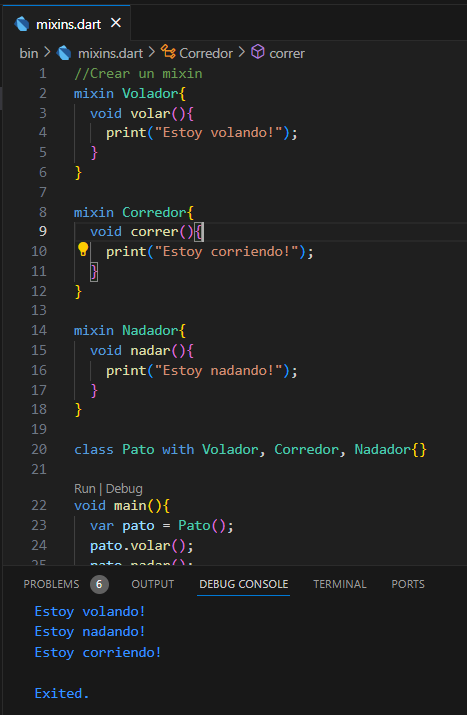 mixins.dart
bin > mixins.dart > Corredor > correr
1 //Crear un mixin
2 mixin Volador{
3 void volar(){
4 print("Estoy volando!");
5 }
6 }
7
8 mixin Corredor{
9 void correr(){
10 print("Estoy corriendo!");
11 }
12 }
13
14 mixin Nadador{
15 void nadar(){
16 print("Estoy nadando!");
17 }
18 }
19
20 class Pato with Volador, Corredor, Nadador{}
21
Run | Debug
22 void main(){
23 var pato = Pato();
24 pato.volar();
25 pato.nadar();
PROBLEMS 6 OUTPUT DEBUG CONSOLE TERMINAL PORTS
Estoy volando!
Estoy nadando!
Estoy corriendo!
Exited.